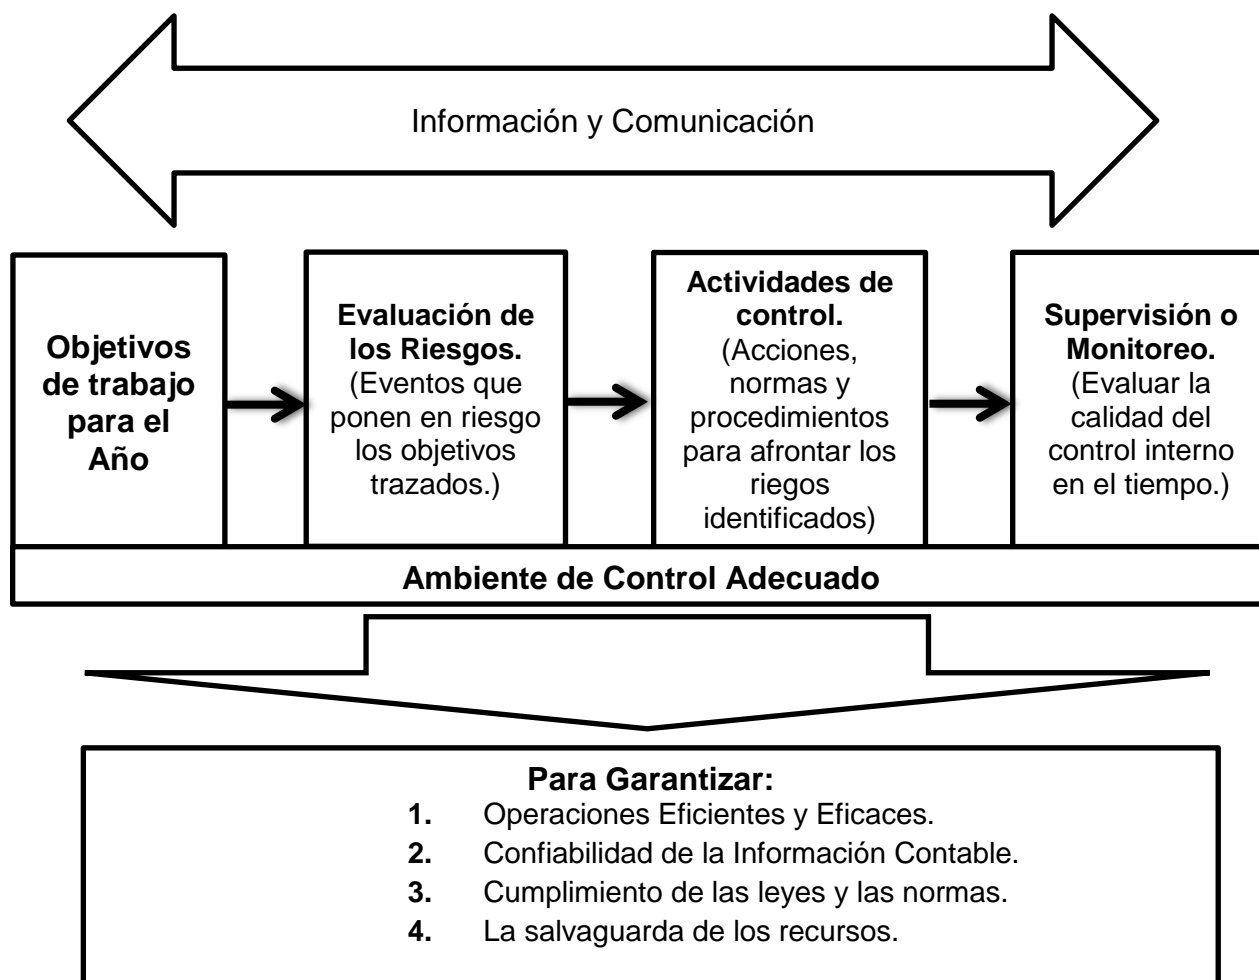 Información y Comunicación
Objetivos
de trabajo
para el
Año
Evaluación de
los Riesgos.
(Eventos que
ponen en riesgo
los objetivos
trazados.)
Actividades de
control.
(Acciones,
normas y
procedimientos
para afrontar los
riegos
identificados)
Supervisión o
Monitoreo.
(Evaluar la
calidad del
control interno
en el tiempo.)
Ambiente de Control Adecuado
Para Garantizar:
1. Operaciones Eficientes y Eficaces.
2. Confiabilidad de la Información Contable.
3. Cumplimiento de las leyes y las normas.
4. La salvaguarda de los recursos.